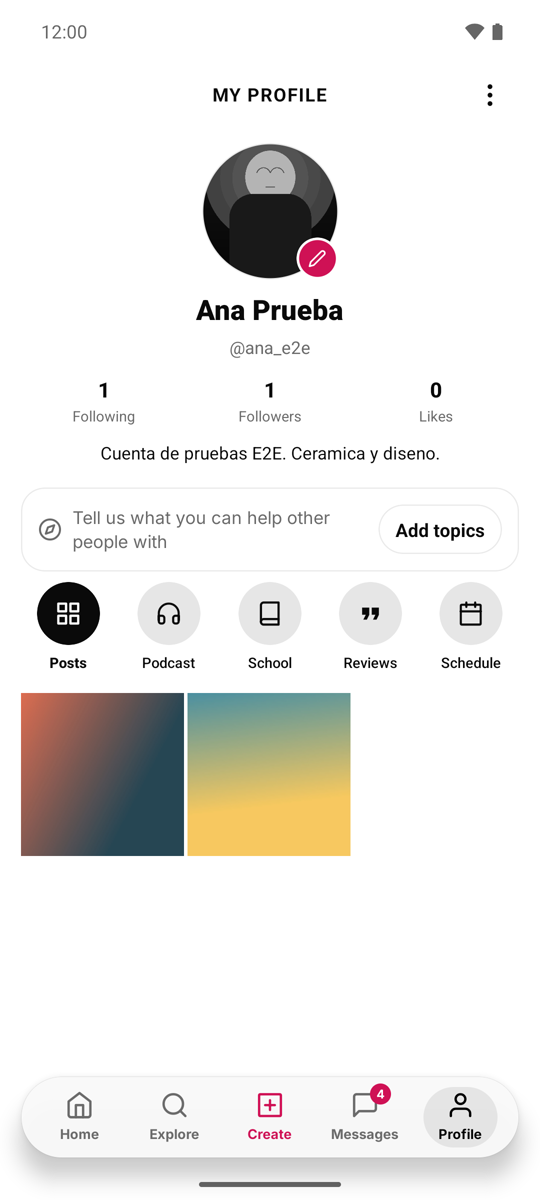 12:00
MY PROFILE
Ana Prueba
@ana_e2e
1 1 0
Following Followers Likes
Cuenta de pruebas E2E. Ceramica y diseno.
Tell us what you can help other
people with
Add topics
Posts Podcast School Reviews Schedule
4
Home Explore Create Messages Profile